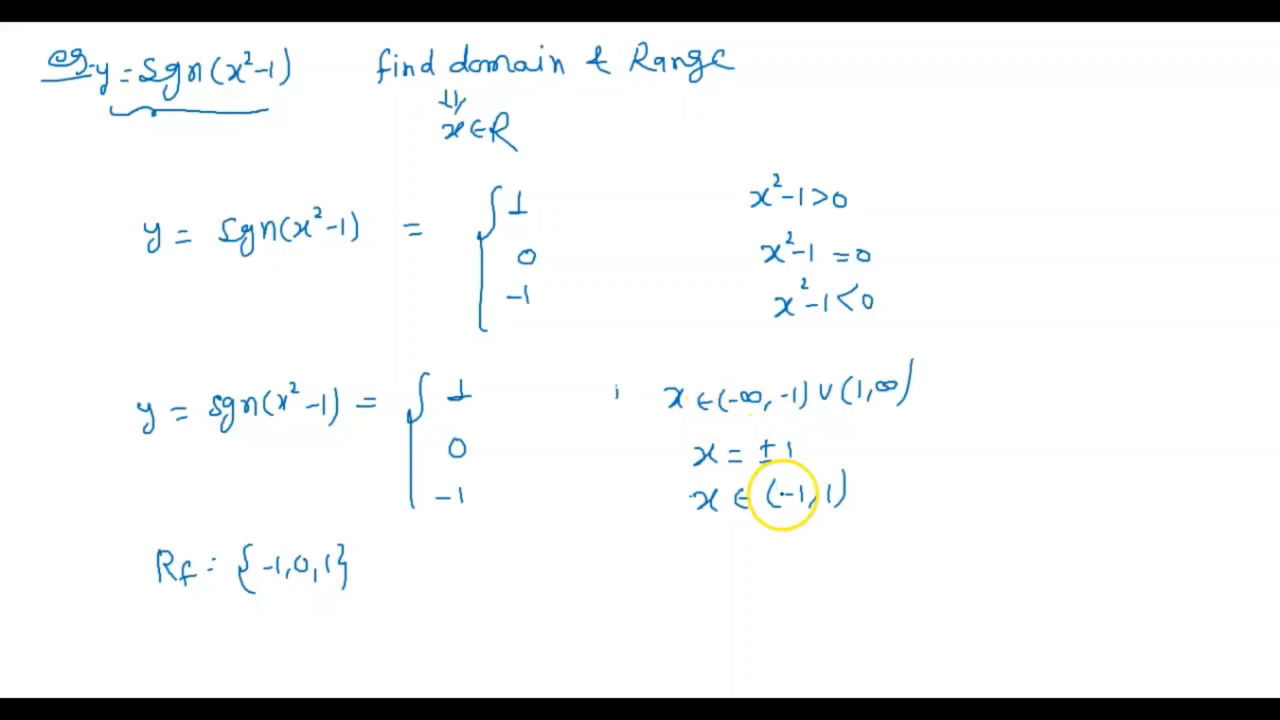 eg. y = sgn(x²-1) find domain & Range
⇓
x∈R
y = sgn(x²-1) = { 1 x²-1>0
0 x²-1 = 0
-1 x²-1<0
y = sgn(x²-1) = { 1 ; x ∈ (-∞, -1) ∪ (1, ∞)
0 x = ±1
-1 x ∈ (-1, 1)
Rf : {-1, 0, 1}